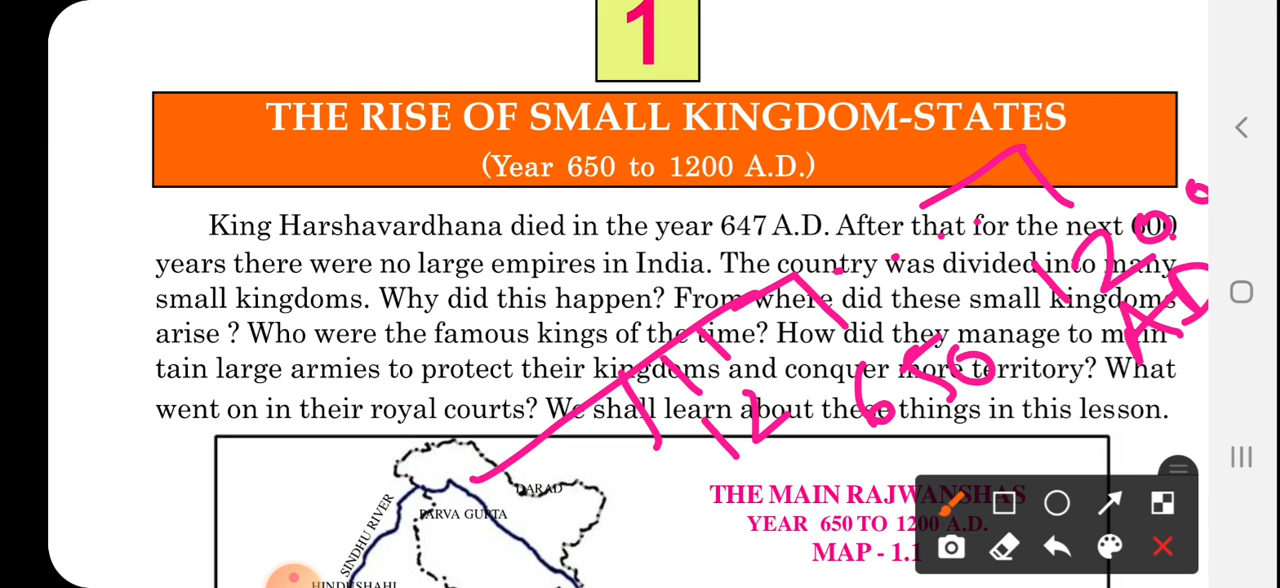 1
THE RISE OF SMALL KINGDOM-STATES
(Year 650 to 1200 A.D.)
King Harshavardhana died in the year 647 A.D. After that for the next 600
years there were no large empires in India. The country was divided into many
small kingdoms. Why did this happen? From where did these small kingdoms
arise ? Who were the famous kings of the time? How did they manage to main-
tain large armies to protect their kingdoms and conquer more territory? What
went on in their royal courts? We shall learn about these things in this lesson.
12 650 1200
AD
THE MAIN RAJWANSHAS
YEAR 650 TO 1200 A.D.
MAP - 1.1
DARAD
PARVA GUPTA
SINDHU RIVER
HINDUSHAHI